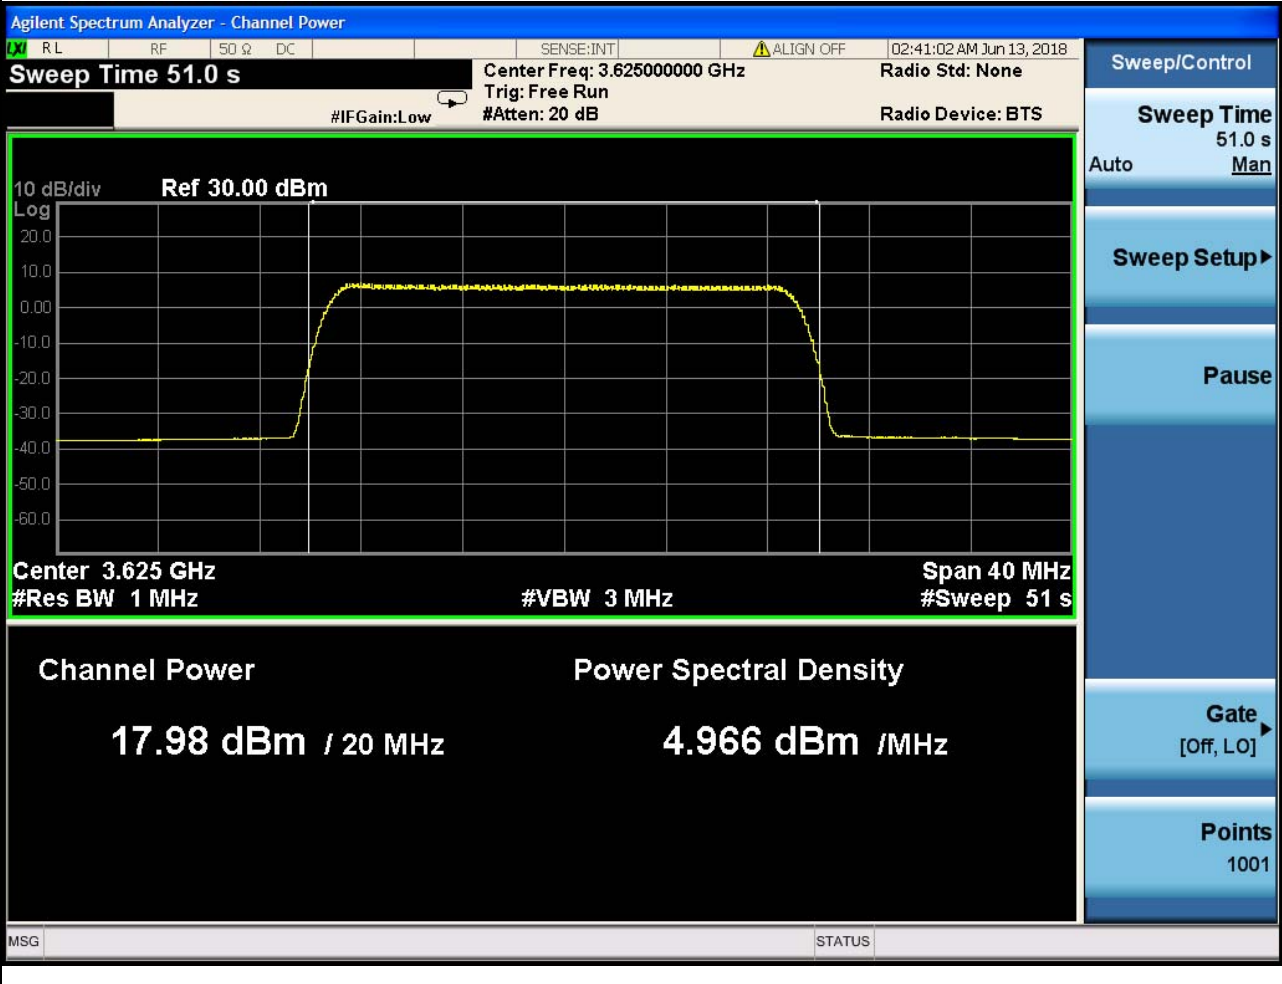 Agilent Spectrum Analyzer - Channel Power
LXI RL RF 50 Ω DC SENSE:INT ALIGN OFF 02:41:02 AM Jun 13, 2018
Sweep Time 51.0 s
Center Freq: 3.625000000 GHz
Radio Std: None
Trig: Free Run
#IFGain:Low
#Atten: 20 dB
Radio Device: BTS
10 dB/div
Ref 30.00 dBm
Log
20.0
10.0
0.00
-10.0
-20.0
-30.0
-40.0
-50.0
-60.0
Center 3.625 GHz
Span 40 MHz
#Res BW 1 MHz
#VBW 3 MHz
#Sweep 51 s
Channel Power
Power Spectral Density
17.98 dBm / 20 MHz
4.966 dBm /MHz
Sweep/Control
Sweep Time
51.0 s
Auto Man
Sweep Setup
Pause
Gate
[Off, LO]
Points
1001
MSG
STATUS